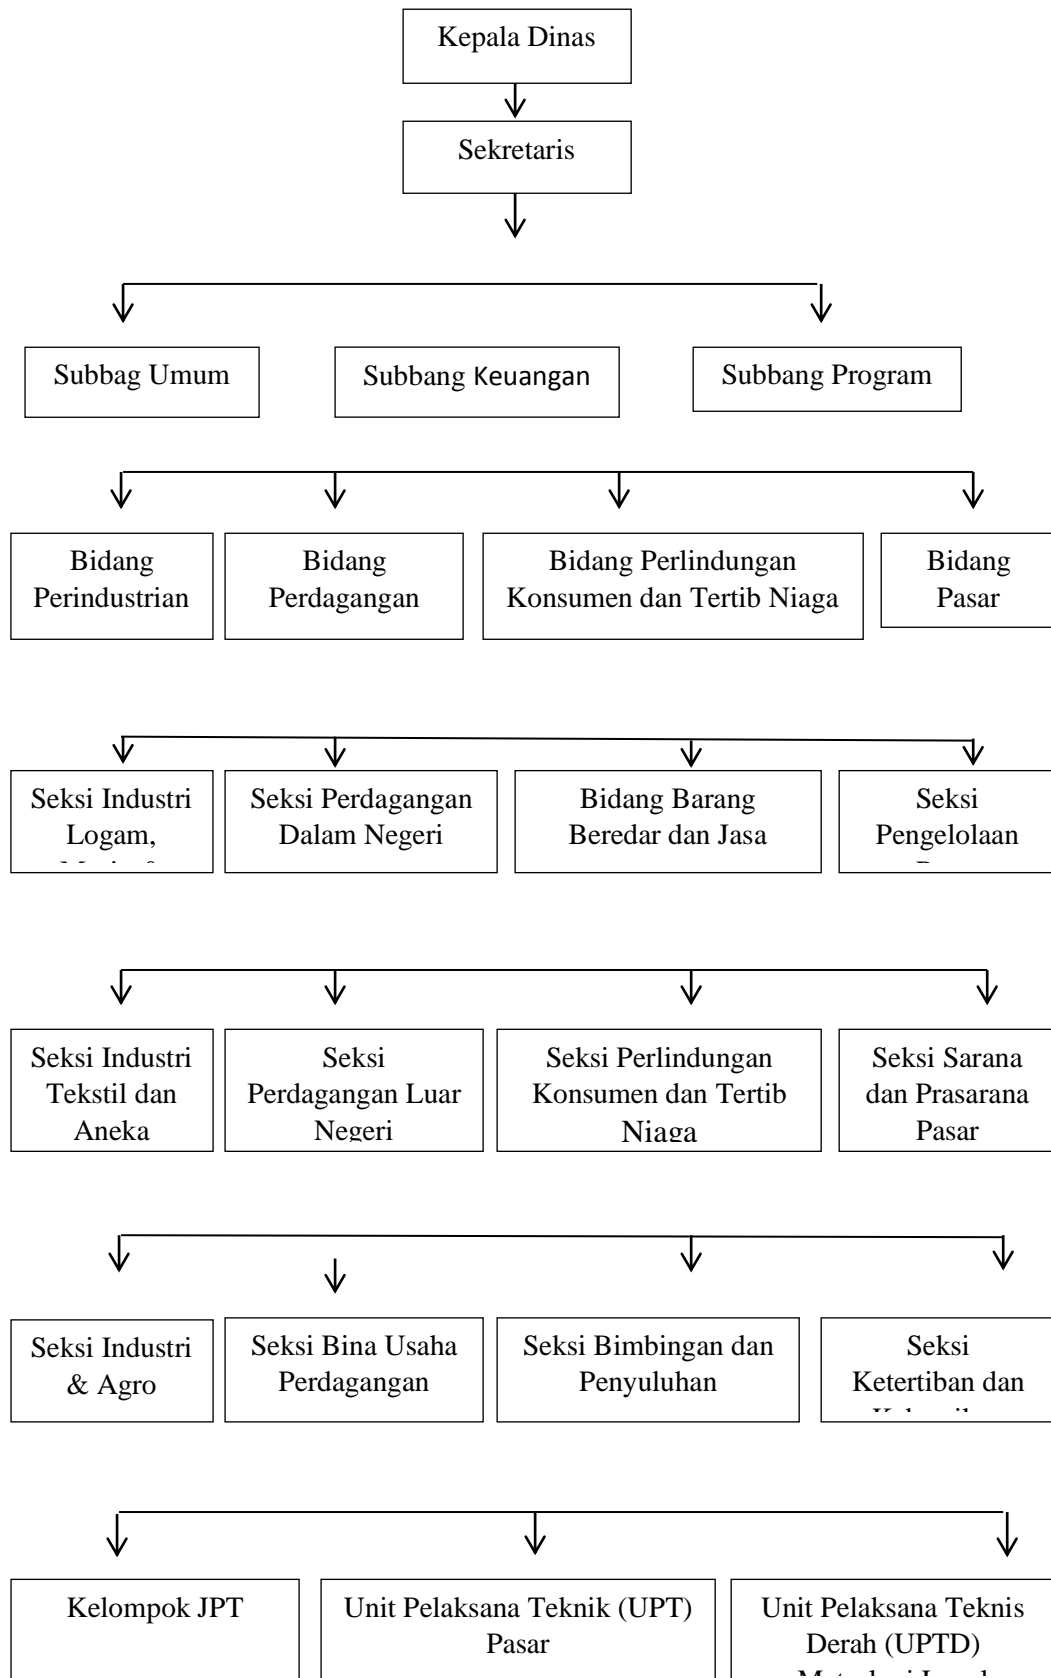 Kepala Dinas
Sekretaris
Subbag Umum
Subbang Keuangan
Subbang Program
Bidang
Perindustrian
Bidang
Perdagangan
Bidang Perlindungan
Konsumen dan Tertib Niaga
Bidang
Pasar
Seksi Industri
Logam,
Seksi Perdagangan
Dalam Negeri
Bidang Barang
Beredar dan Jasa
Seksi
Pengelolaan
Seksi Industri
Tekstil dan
Aneka
Seksi
Perdagangan Luar
Negeri
Seksi Perlindungan
Konsumen dan Tertib
Niaga
Seksi Sarana
dan Prasarana
Pasar
Seksi Industri
& Agro
Seksi Bina Usaha
Perdagangan
Seksi Bimbingan dan
Penyuluhan
Seksi
Ketertiban dan
Kelompok JPT
Unit Pelaksana Teknik (UPT)
Pasar
Unit Pelaksana Teknis
Derah (UPTD)